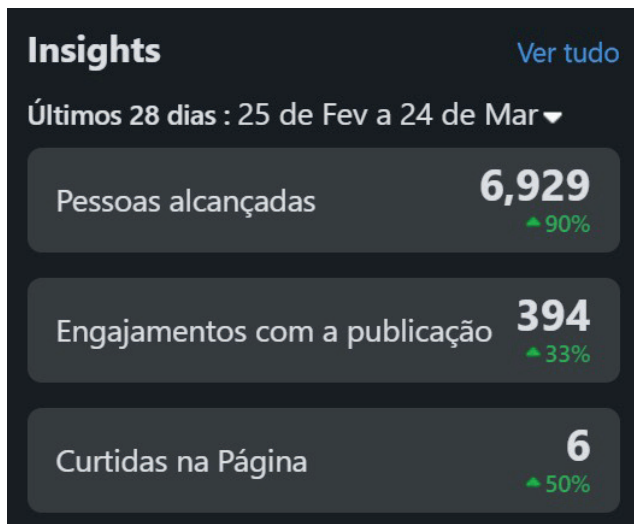 Insights Ver tudo
Últimos 28 dias : 25 de Fev a 24 de Mar
Pessoas alcançadas 6,929
90%
Engajamentos com a publicação 394
33%
Curtidas na Página 6
50%